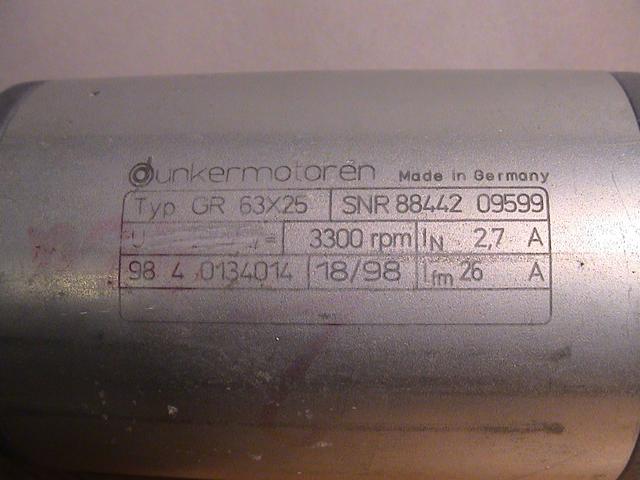 dunkermotoren Made in Germany
Typ GR 63X25 SNR 88442 09599
U = 3300 rpm IN 2,7 A
98 4 0134014 18/98 Ifm 26 A